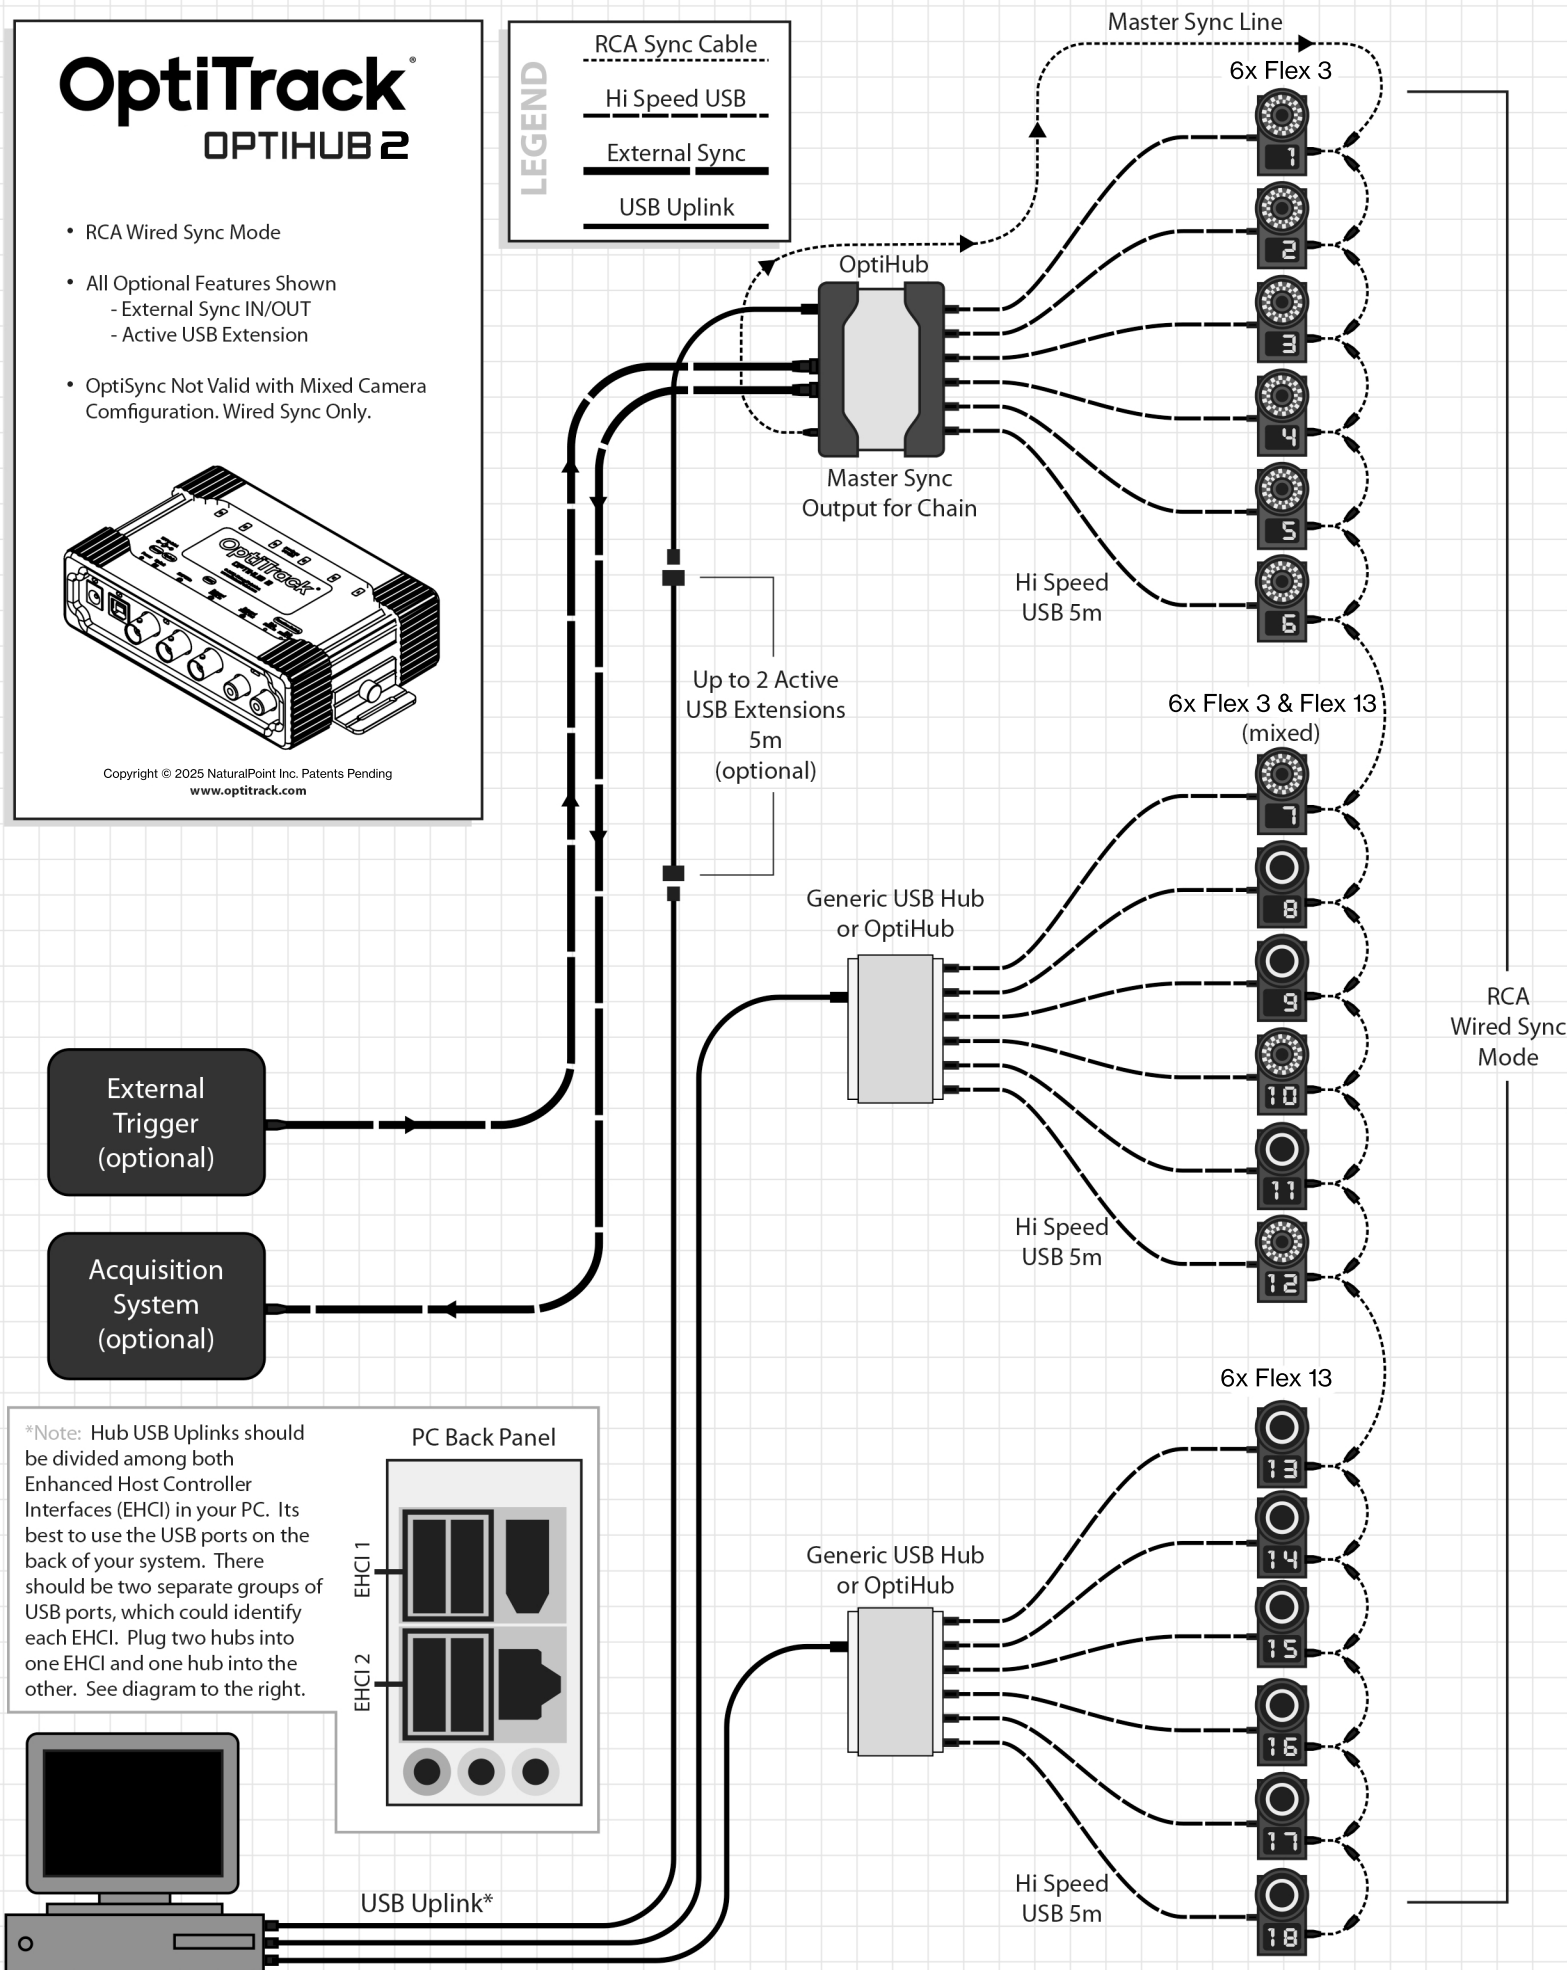 OptiTrack®
OPTIHUB 2
• RCA Wired Sync Mode
• All Optional Features Shown
- External Sync IN/OUT
- Active USB Extension
• OptiSync Not Valid with Mixed Camera
Comfiguration. Wired Sync Only.
OptiTrack
OPTIHUB 2
Copyright © 2025 NaturalPoint Inc. Patents Pending
www.optitrack.com
LEGEND
RCA Sync Cable
Hi Speed USB
External Sync
USB Uplink
Master Sync Line
6x Flex 3
1
2
3
4
5
6
OptiHub
Master Sync
Output for Chain
Hi Speed
USB 5m
Up to 2 Active
USB Extensions
5m
(optional)
6x Flex 3 & Flex 13
(mixed)
7
8
9
10
11
12
Generic USB Hub
or OptiHub
Hi Speed
USB 5m
RCA
Wired Sync
Mode
External
Trigger
(optional)
Acquisition
System
(optional)
6x Flex 13
13
14
15
16
17
18
Generic USB Hub
or OptiHub
Hi Speed
USB 5m
*Note: Hub USB Uplinks should
be divided among both
Enhanced Host Controller
Interfaces (EHCI) in your PC. Its
best to use the USB ports on the
back of your system. There
should be two separate groups of
USB ports, which could identify
each EHCI. Plug two hubs into
one EHCI and one hub into the
other. See diagram to the right.
PC Back Panel
EHCI 1
EHCI 2
USB Uplink*